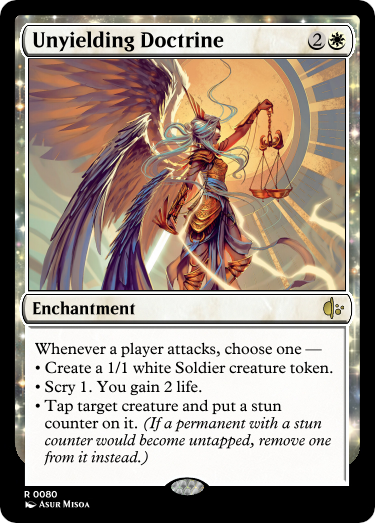 Unyielding Doctrine 2
Enchantment
Whenever a player attacks, choose one —
• Create a 1/1 white Soldier creature token.
• Scry 1. You gain 2 life.
• Tap target creature and put a stun
counter on it. (If a permanent with a stun
counter would become untapped, remove one
from it instead.)
R 0080
Asur Misoa